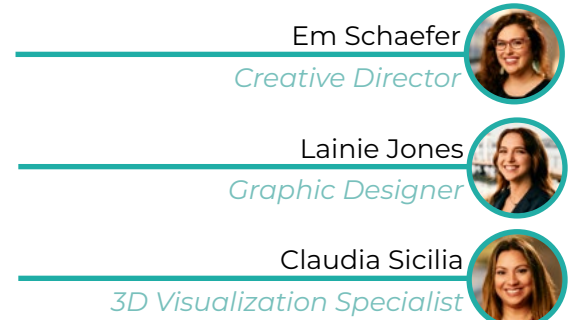 Em Schaefer
Creative Director
Lainie Jones
Graphic Designer
Claudia Sicilia
3D Visualization Specialist